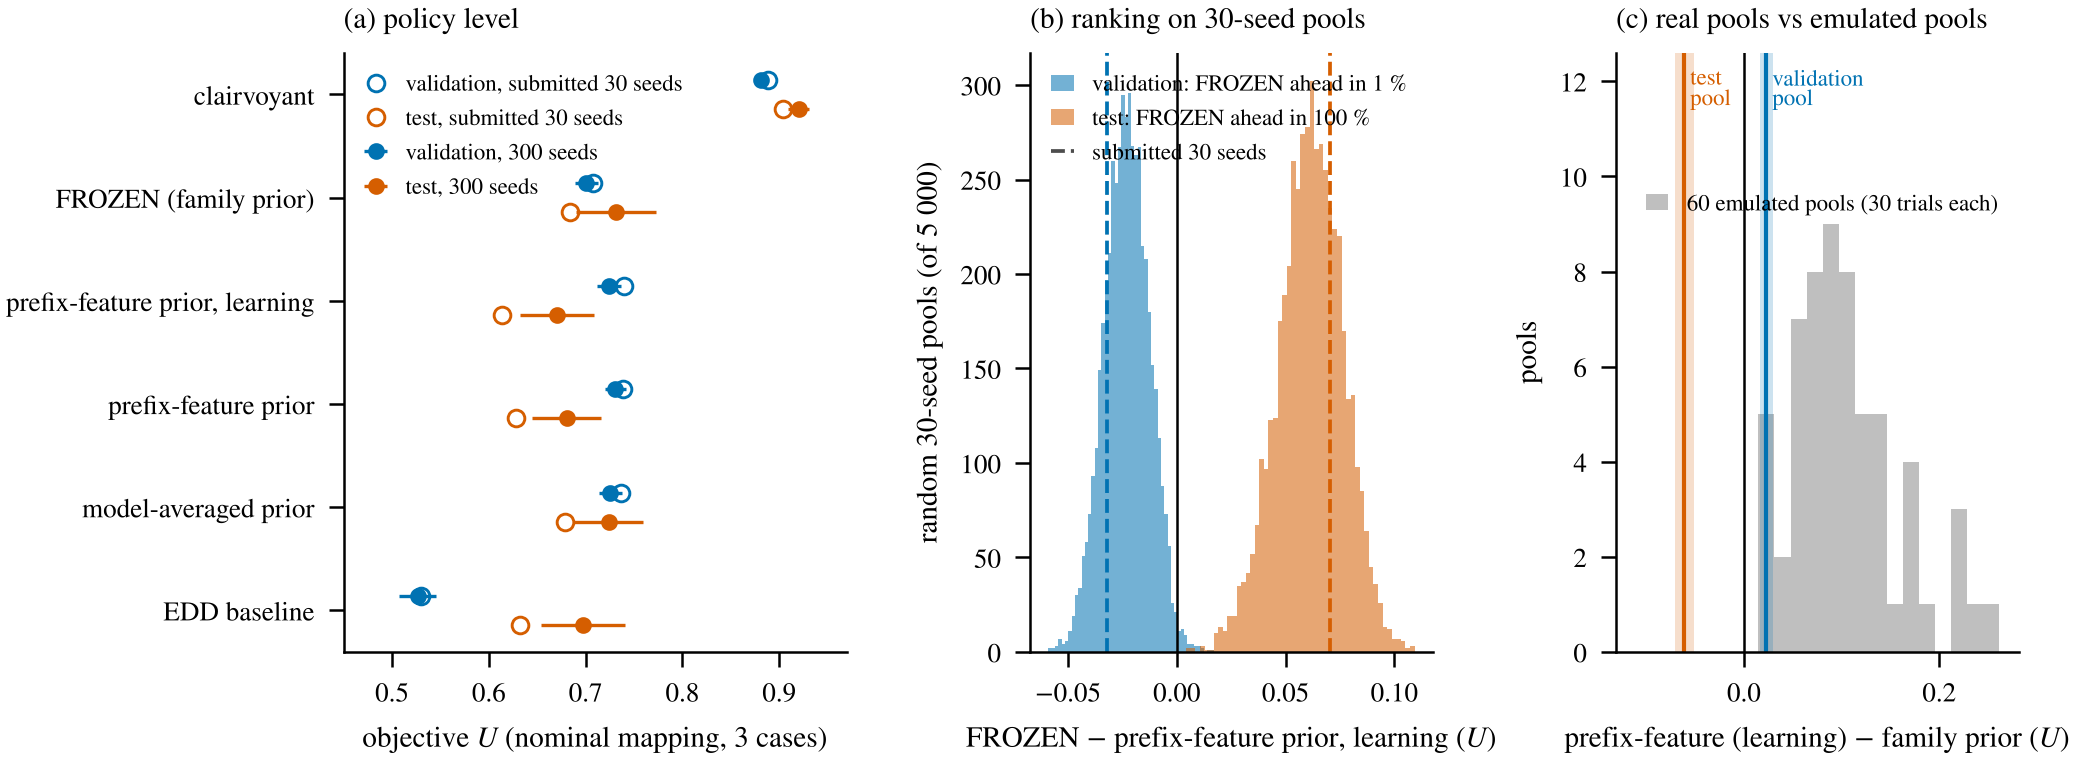 (a) policy level
clairvoyant
FROZEN (family prior)
prefix-feature prior, learning
prefix-feature prior
model-averaged prior
EDD baseline
validation, submitted 30 seeds
test, submitted 30 seeds
validation, 300 seeds
test, 300 seeds
0.5 0.6 0.7 0.8 0.9
objective U (nominal mapping, 3 cases)
(b) ranking on 30-seed pools
random 30-seed pools (of 5 000)
300
250
200
150
100
50
0
validation: FROZEN ahead in 1 %
test: FROZEN ahead in 100 %
submitted 30 seeds
−0.05 0.00 0.05 0.10
FROZEN − prefix-feature prior, learning (U)
(c) real pools vs emulated pools
pools
12
10
8
6
4
2
0
test
pool
validation
pool
60 emulated pools (30 trials each)
0.0 0.2
prefix-feature (learning) − family prior (U)